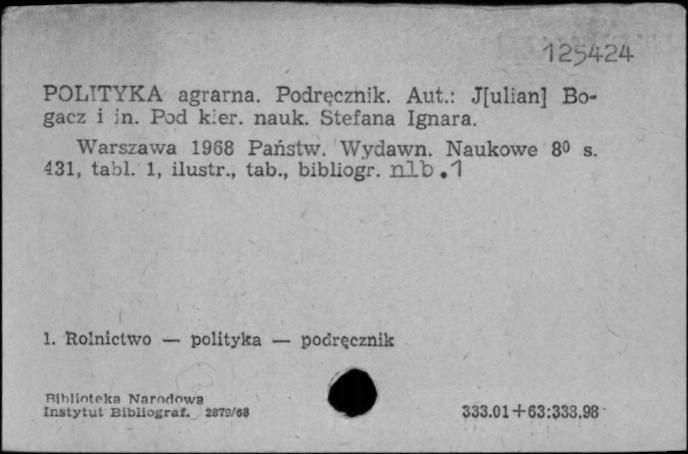 125424
POLITYKA agrarna. Podręcznik. Aut.: J[ulian] Bo-
gacz i in. Pod kier. nauk. Stefana Ignara.
Warszawa 1968 Państw. Wydawn. Naukowe 8⁰ s.
431, tabl. 1, ilustr., tab., bibliogr. nlb.1
1. Rolnictwo — polityka — podręcznik
Biblioteka Narodowa
Instytut Bibliograf. 2879/68
333.01+63:338.98